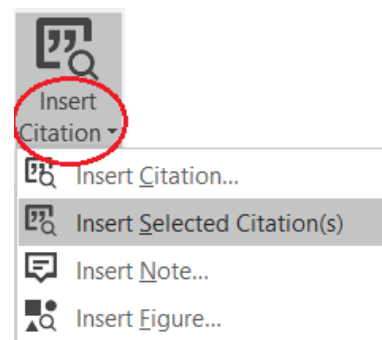 Insert
Citation
Insert Citation...
Insert Selected Citation(s)
Insert Note...
Insert Figure...